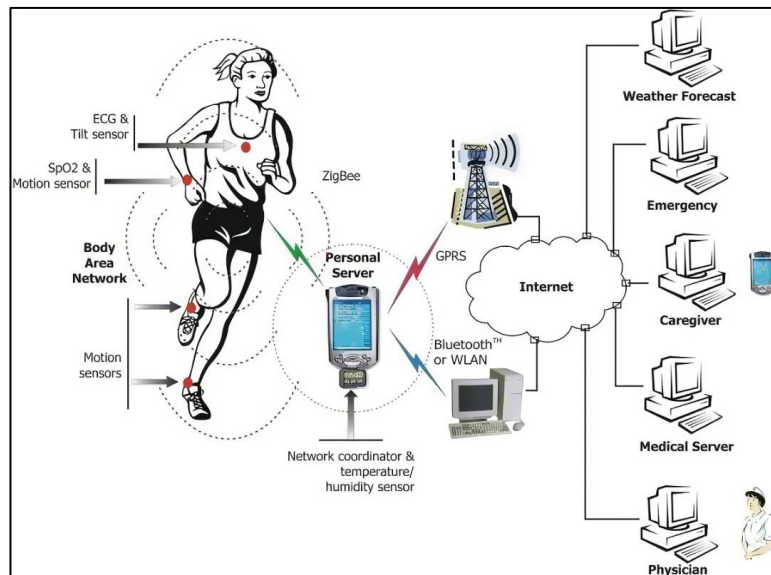 ECG &
Tilt sensor
SpO2 &
Motion sensor
Body
Area
Network
Motion
sensors
ZigBee
Personal
Server
Network coordinator &
temperature/
humidity sensor
GPRS
Bluetooth™
or WLAN
Internet
Weather Forecast
Emergency
Caregiver
Medical Server
Physician